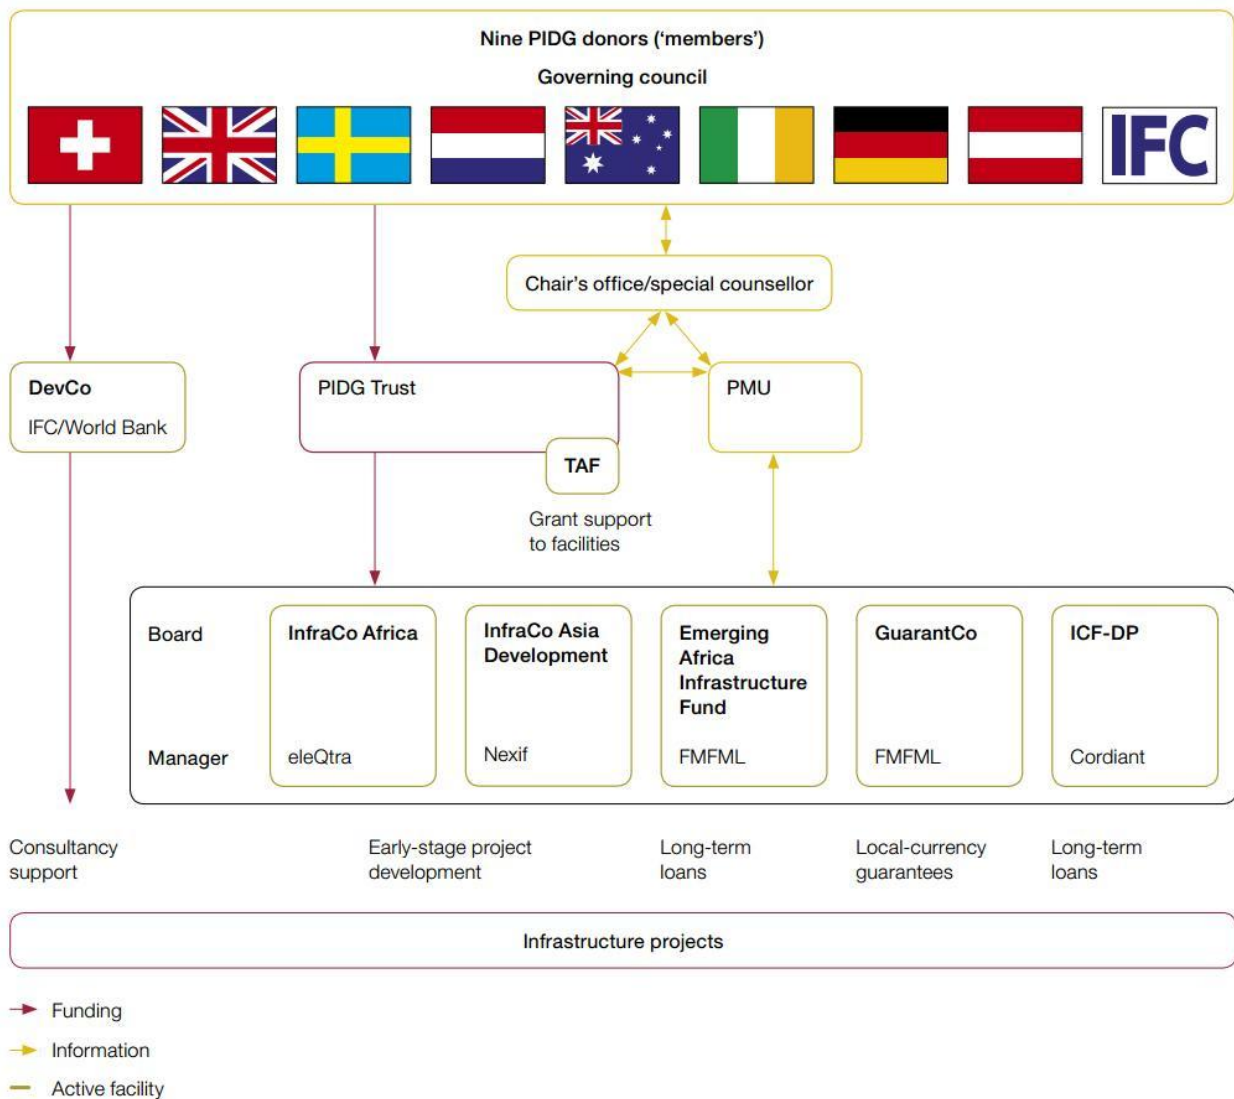 Nine PIDG donors (‘members’)
Governing council
IFC
Chair’s office/special counsellor
DevCo
IFC/World Bank
PIDG Trust
PMU
TAF
Grant support
to facilities
Board
InfraCo Africa
InfraCo Asia
Development
Emerging
Africa
Infrastructure
Fund
GuarantCo
ICF-DP
Manager
eleQtra
Nexif
FMFML
FMFML
Cordiant
Consultancy
support
Early-stage project
development
Long-term
loans
Local-currency
guarantees
Long-term
loans
Infrastructure projects
Funding
Information
Active facility